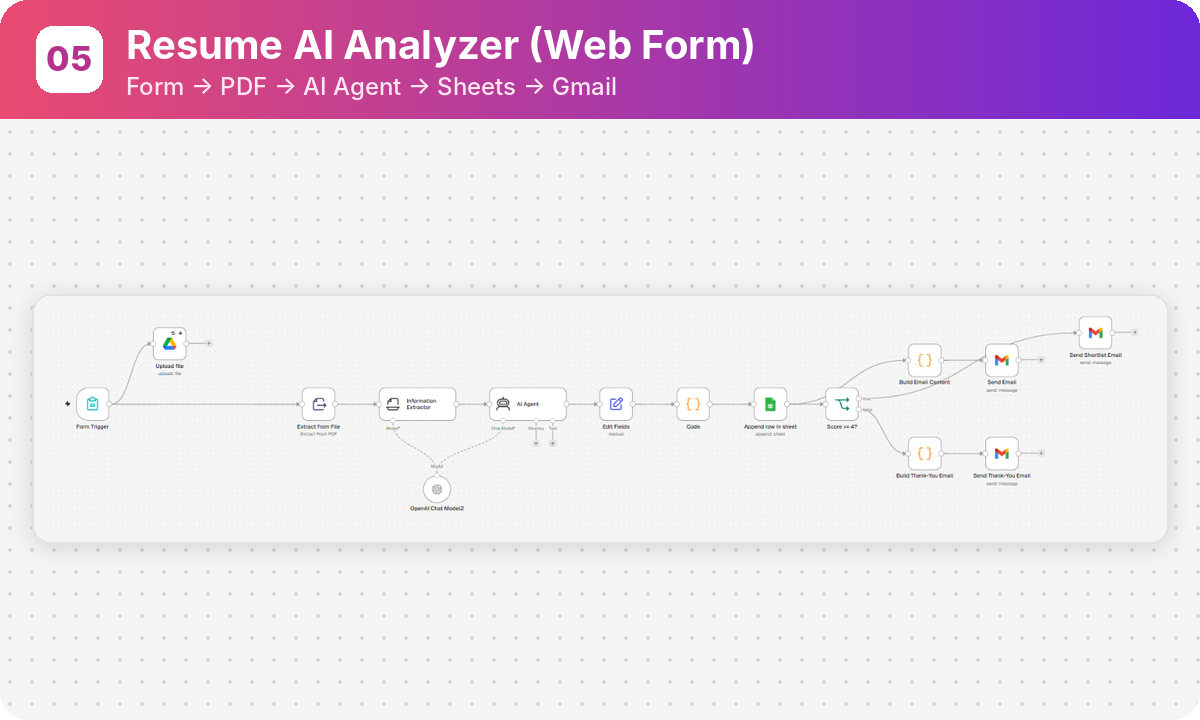 05
Resume AI Analyzer (Web Form)
Form → PDF → AI Agent → Sheets → Gmail
Upload file
upload: file
Form Trigger
Extract from File
Extract From PDF
Information
Extractor
Model*
AI Agent
Chat Model*
Memory
Tool
Model
OpenAI Chat Model2
Edit Fields
manual
Code
Append row in sheet
append: sheet
Score >= 4?
true
false
Build Email Content
Send Email
send: message
Send Shortlist Email
send: message
Build Thank-You Email
Send Thank-You Email
send: message